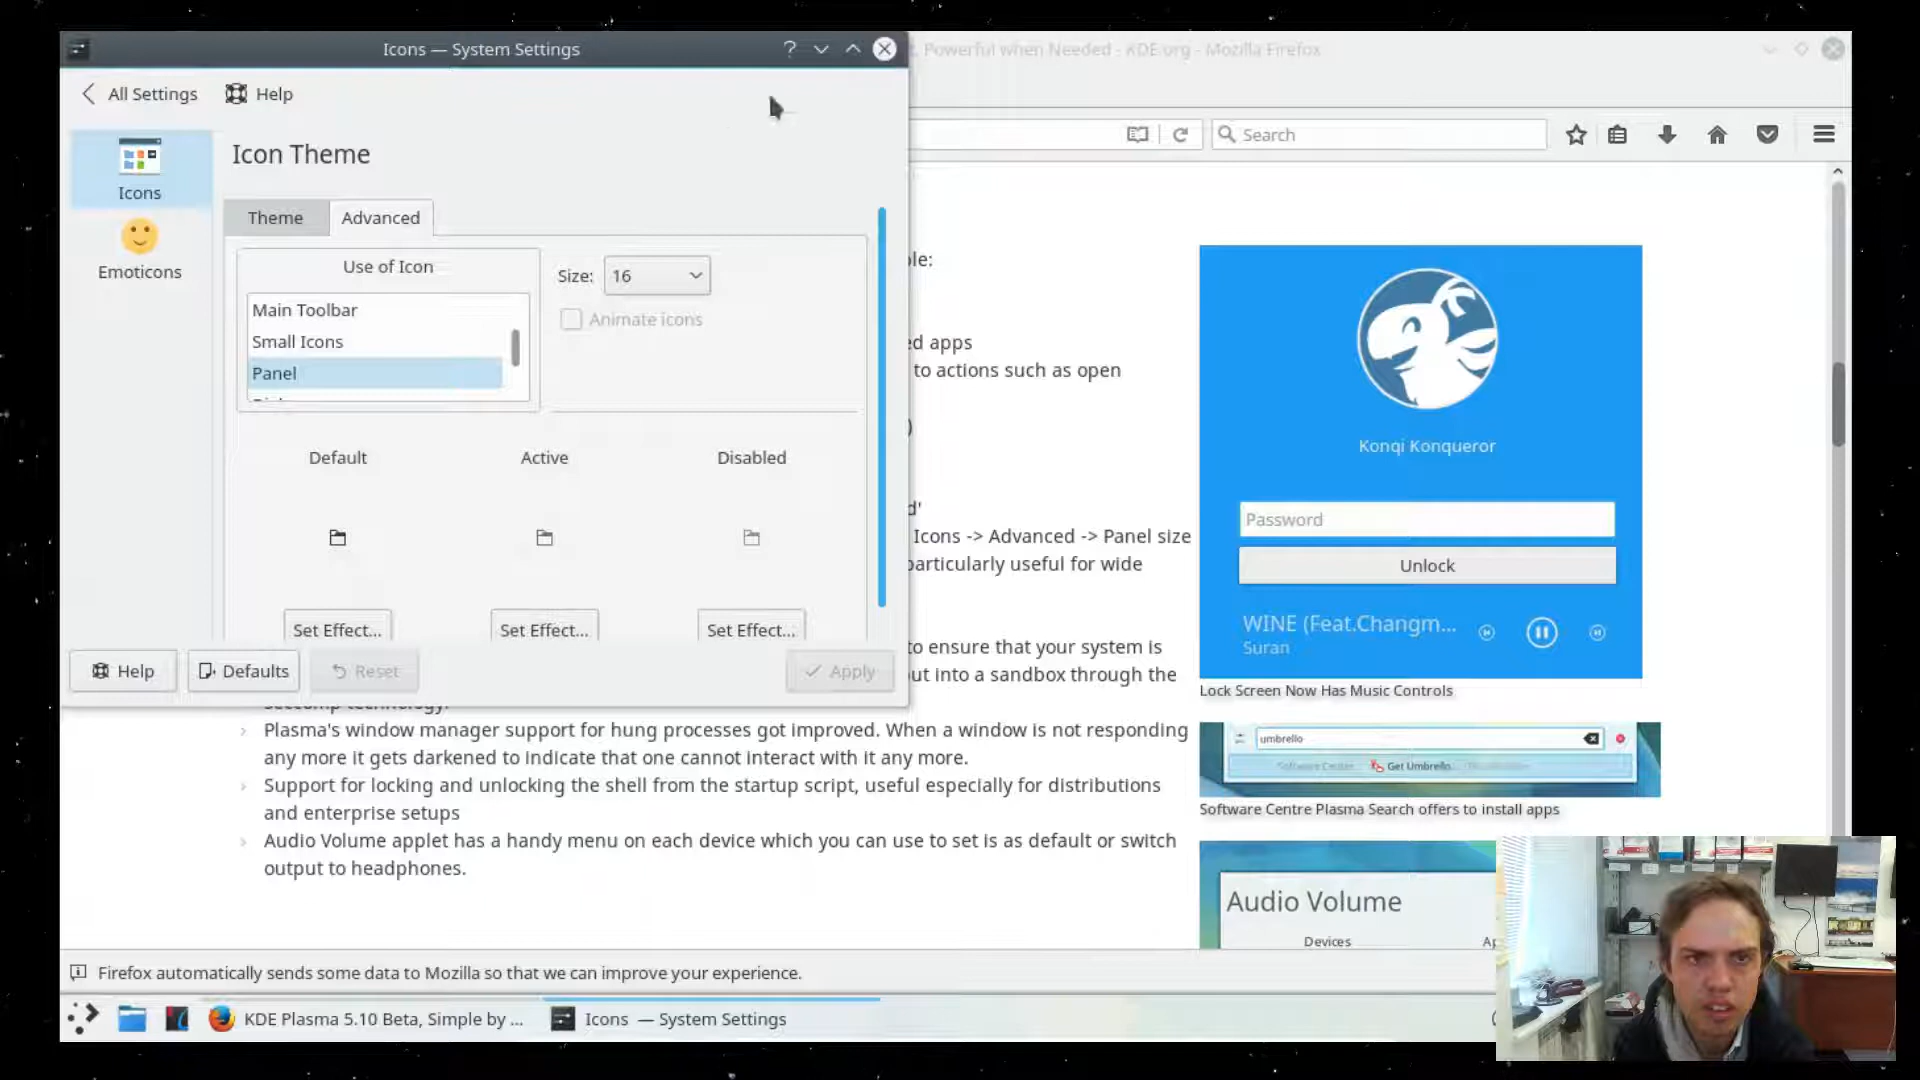 Icons — System Settings
?
Powerful when Needed - KDE.org - Mozilla Firefox
All Settings
Help
Search
Icon Theme
Icons
Emoticons
Theme
Advanced
Use of Icon
Main Toolbar
Small Icons
Panel
Size:
16
Animate icons
Default
Active
Disabled
Set Effect...
Set Effect...
Set Effect...
Help
Defaults
Reset
Apply
ole:
ed apps
to actions such as open
)
d'
Icons -> Advanced -> Panel size
particularly useful for wide
to ensure that your system is
ut into a sandbox through the
seccomp technology.
Plasma's window manager support for hung processes got improved. When a window is not responding
any more it gets darkened to indicate that one cannot interact with it any more.
Support for locking and unlocking the shell from the startup script, useful especially for distributions
and enterprise setups
Audio Volume applet has a handy menu on each device which you can use to set is as default or switch
output to headphones.
Konqi Konqueror
Password
Unlock
WINE (Feat.Changm...
Suran
Lock Screen Now Has Music Controls
umbrello
Software Center
Get Umbrello...
Software Centre Plasma Search offers to install apps
Audio Volume
Devices
Ap
Firefox automatically sends some data to Mozilla so that we can improve your experience.
KDE Plasma 5.10 Beta, Simple by ...
Icons — System Settings